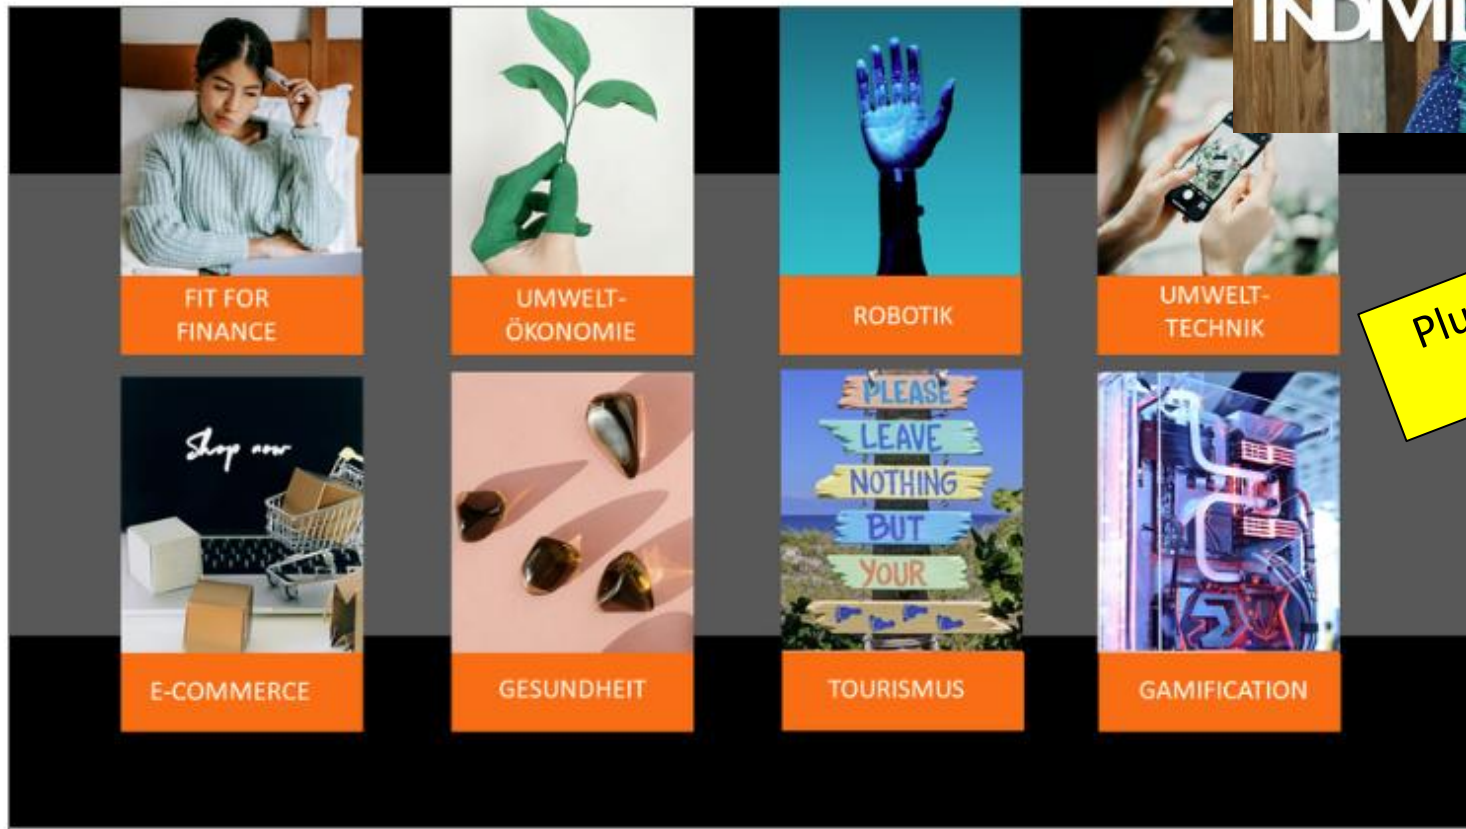 FIT FOR
FINANCE
UMWELT-
ÖKONOMIE
ROBOTIK
UMWELT-
TECHNIK
Shop now
PLEASE
LEAVE
NOTHING
BUT
YOUR
E-COMMERCE
GESUNDHEIT
TOURISMUS
GAMIFICATION